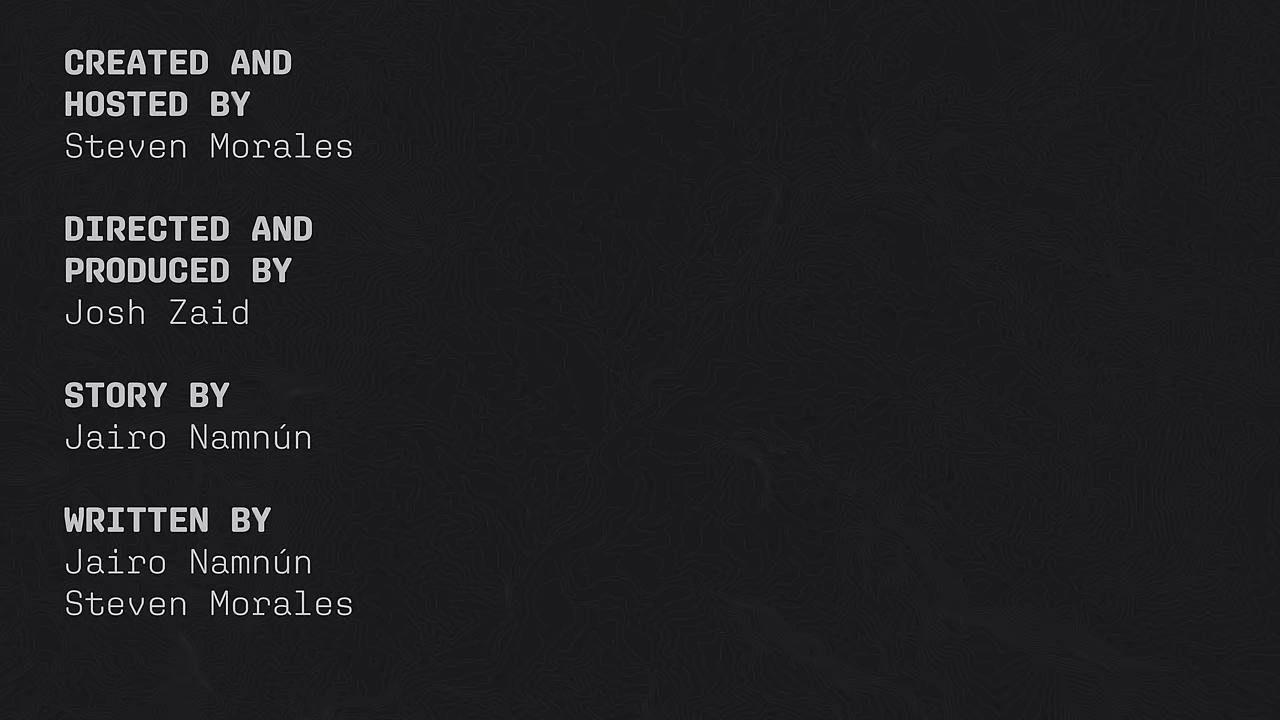 CREATED AND
HOSTED BY
Steven Morales
DIRECTED AND
PRODUCED BY
Josh Zaid
STORY BY
Jairo Namnún
WRITTEN BY
Jairo Namnún
Steven Morales